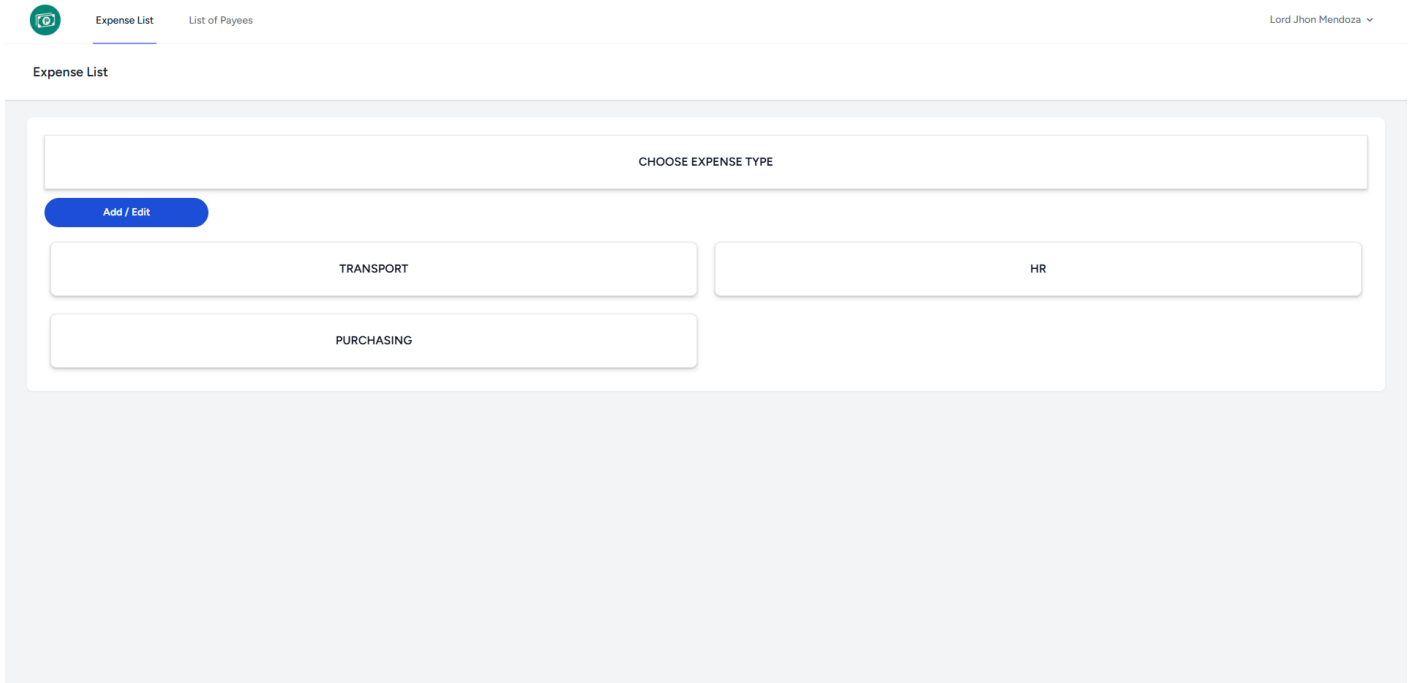 Expense List
List of Payees
Lord Jhon Mendoza
Expense List
CHOOSE EXPENSE TYPE
Add / Edit
TRANSPORT
HR
PURCHASING